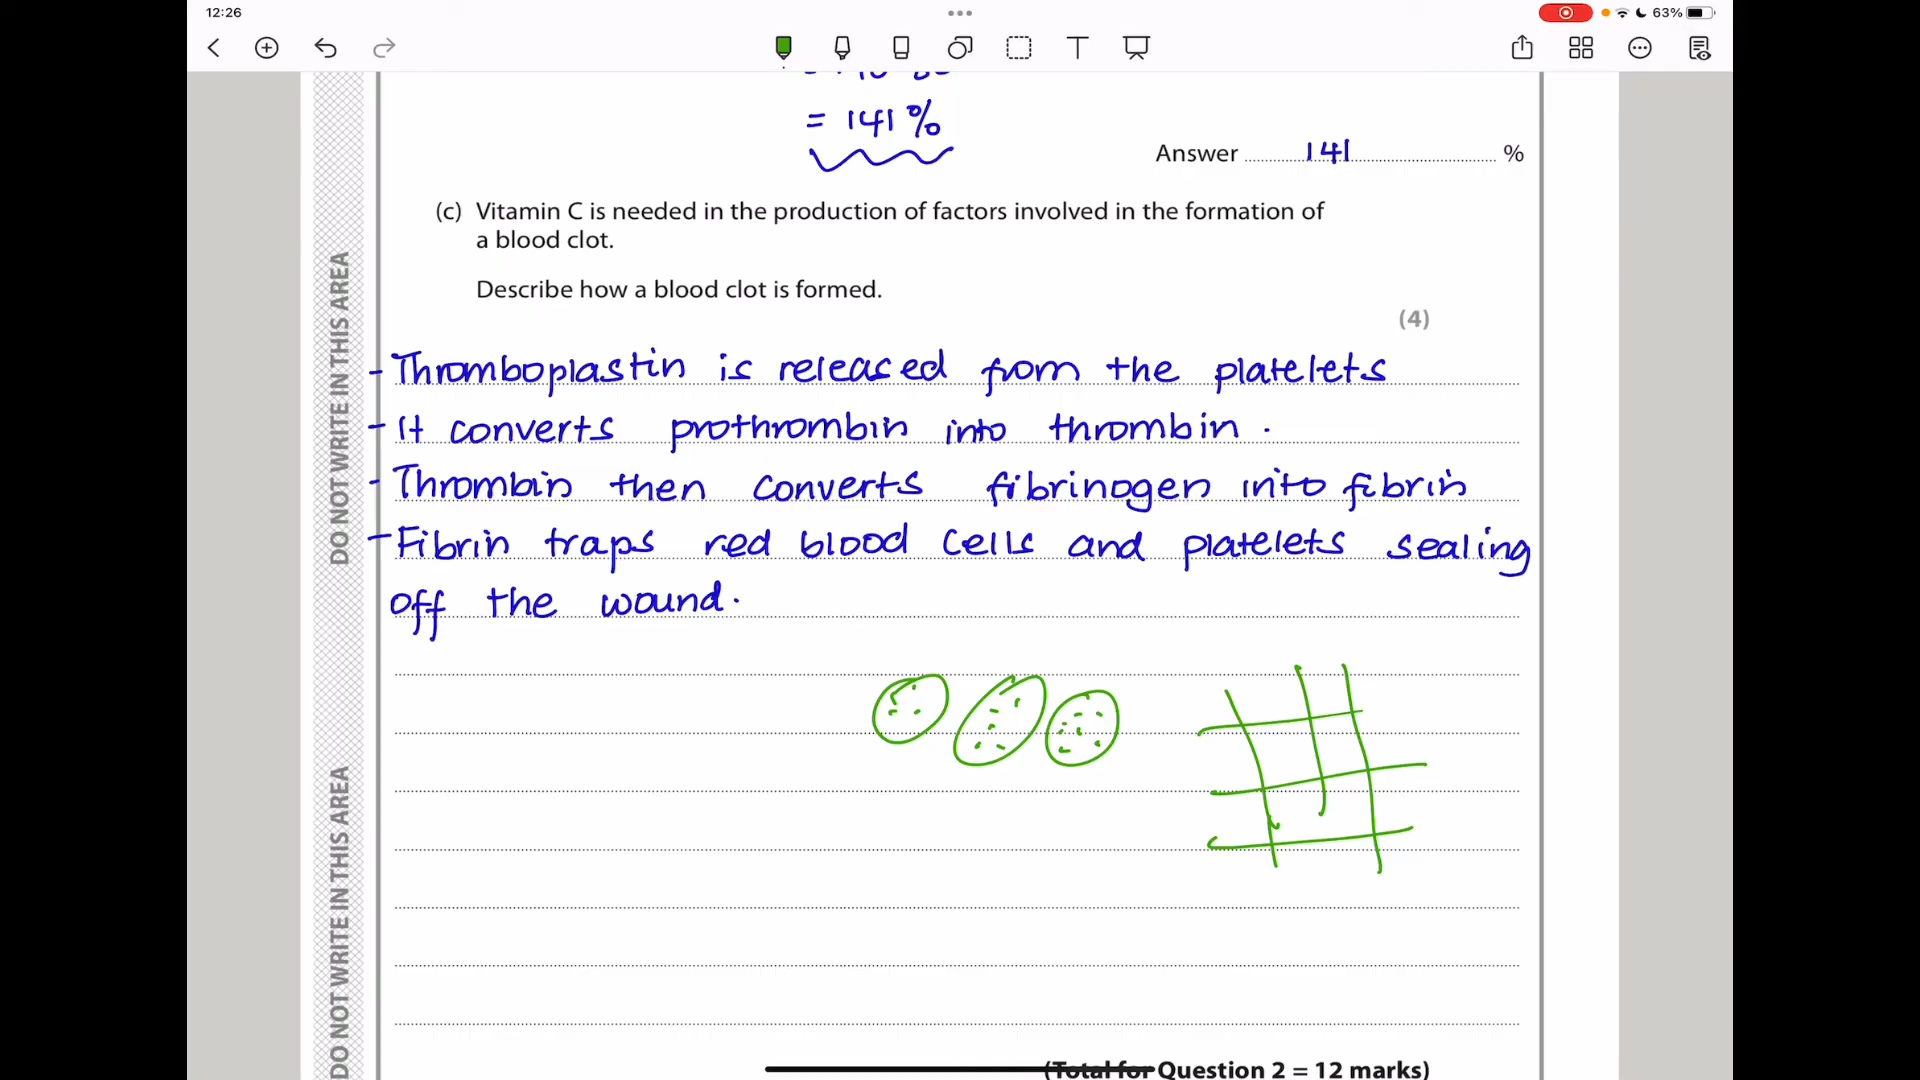 12:26
63%
= 141%
Answer 141 %
(c) Vitamin C is needed in the production of factors involved in the formation of
a blood clot.
Describe how a blood clot is formed.
(4)
- Thromboplastin is released from the platelets
- It converts prothrombin into thrombin.
- Thrombin then converts fibrinogen into fibrin
- Fibrin traps red blood cells and platelets sealing
off the wound.
(Total for Question 2 = 12 marks)
DO NOT WRITE IN THIS AREA
DO NOT WRITE IN THIS AREA